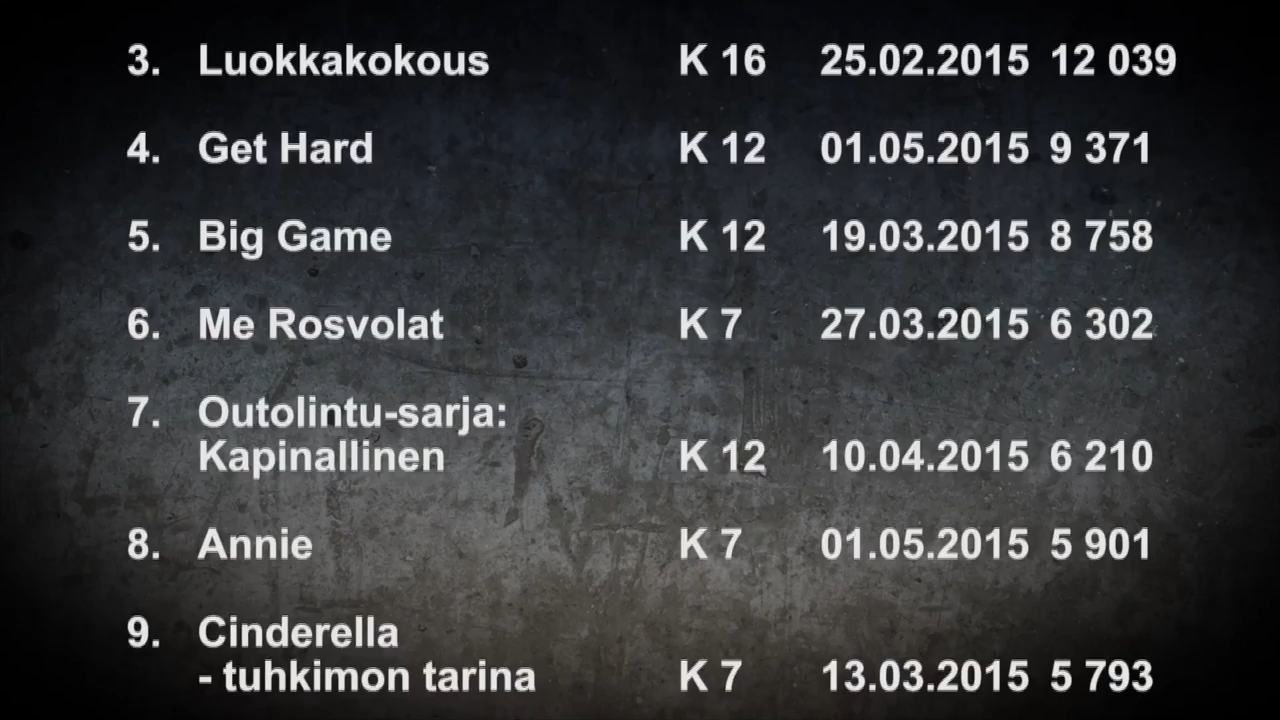 3. Luokkakokous K 16 25.02.2015 12 039
4. Get Hard K 12 01.05.2015 9 371
5. Big Game K 12 19.03.2015 8 758
6. Me Rosvolat K 7 27.03.2015 6 302
7. Outolintu-sarja:
Kapinallinen K 12 10.04.2015 6 210
8. Annie K 7 01.05.2015 5 901
9. Cinderella
- tuhkimon tarina K 7 13.03.2015 5 793